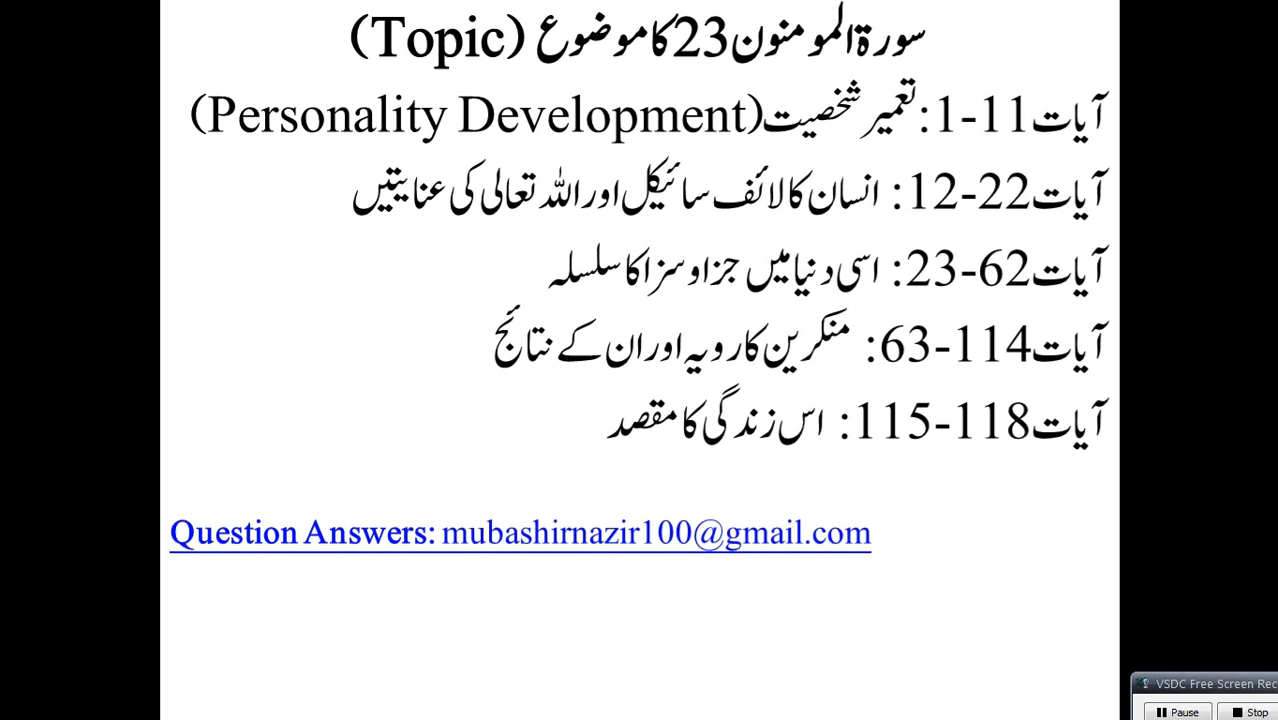 سورۃ المومنون 23 کا موضوع (Topic)
آیات 11-1: تعمیر شخصیت (Personality Development)
آیات 22-12: انسان کا لائف سائیکل اور اللہ تعالی کی عنایتیں
آیات 62-23: اسی دنیا میں جزا و سزا کا سلسلہ
آیات 114-63: منکرین کا رویہ اور ان کے نتائج
آیات 118-115: اس زندگی کا مقصد
Question Answers: mubashirnazir100@gmail.com
VSDC Free Screen Rec
Pause Stop